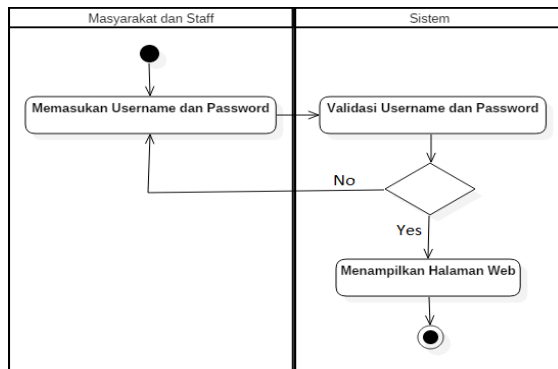 Masyarakat dan Staff
Sistem
Memasukan Username dan Password
Validasi Username dan Password
No
Yes
Menampilkan Halaman Web